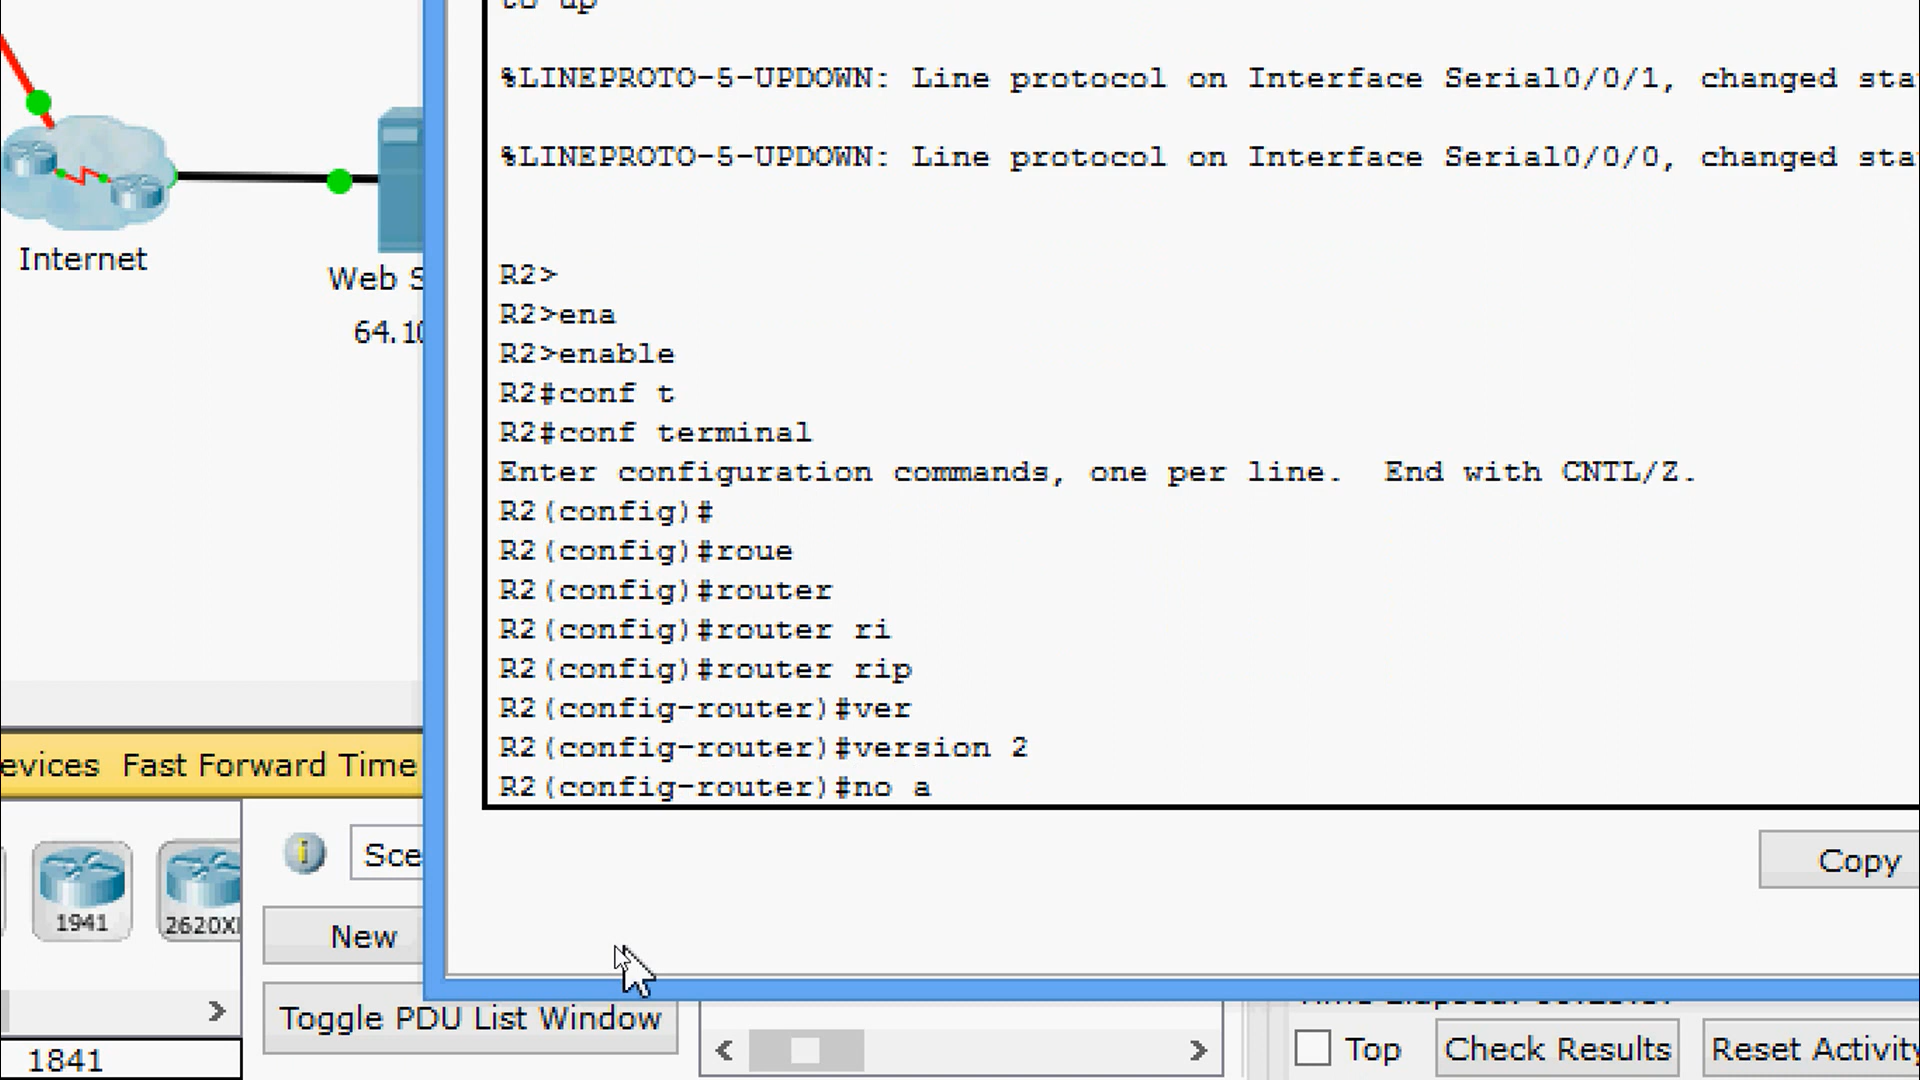 to up
%LINEPROTO-5-UPDOWN: Line protocol on Interface Serial0/0/1, changed sta
%LINEPROTO-5-UPDOWN: Line protocol on Interface Serial0/0/0, changed sta
R2>
R2>ena
R2>enable
R2#conf t
R2#conf terminal
Enter configuration commands, one per line.  End with CNTL/Z.
R2(config)#
R2(config)#roue
R2(config)#router
R2(config)#router ri
R2(config)#router rip
R2(config-router)#ver
R2(config-router)#version 2
R2(config-router)#no a
Internet
Web S
64.10
evices Fast Forward Time
Sce
Copy
1941
2620X
New
Toggle PDU List Window
1841
Top
Check Results
Reset Activity